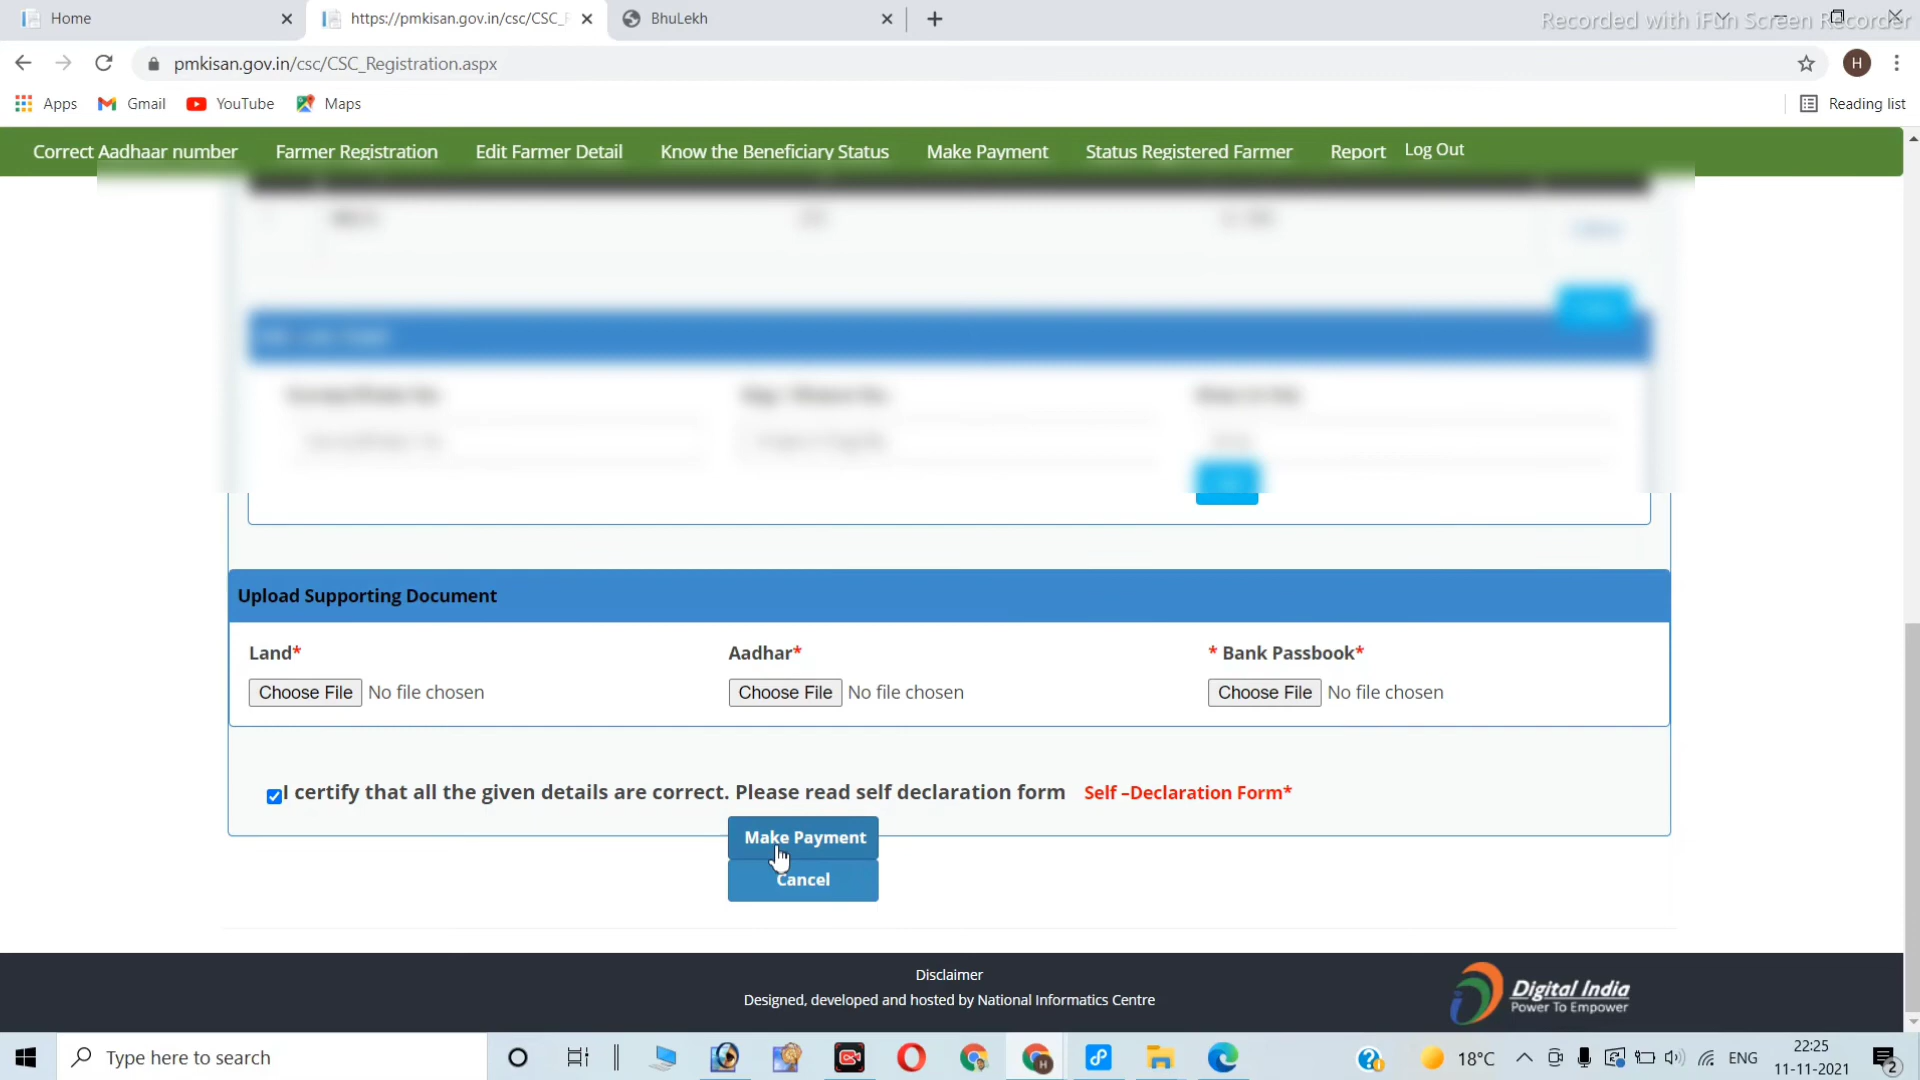 Home
https://pmkisan.gov.in/csc/CSC_F
BhuLekh
Recorded with iFun Screen Recorder
pmkisan.gov.in/csc/CSC_Registration.aspx
H
Apps
Gmail
YouTube
Maps
Reading list
Correct Aadhaar number
Farmer Registration
Edit Farmer Detail
Know the Beneficiary Status
Make Payment
Status Registered Farmer
Report
Log Out
Upload Supporting Document
Land*
Aadhar*
* Bank Passbook*
Choose File No file chosen
Choose File No file chosen
Choose File No file chosen
I certify that all the given details are correct. Please read self declaration form Self –Declaration Form*
Make Payment
Cancel
Disclaimer
Designed, developed and hosted by National Informatics Centre
Digital India
Power To Empower
Type here to search
18°C
ENG
22:25
11-11-2021
2